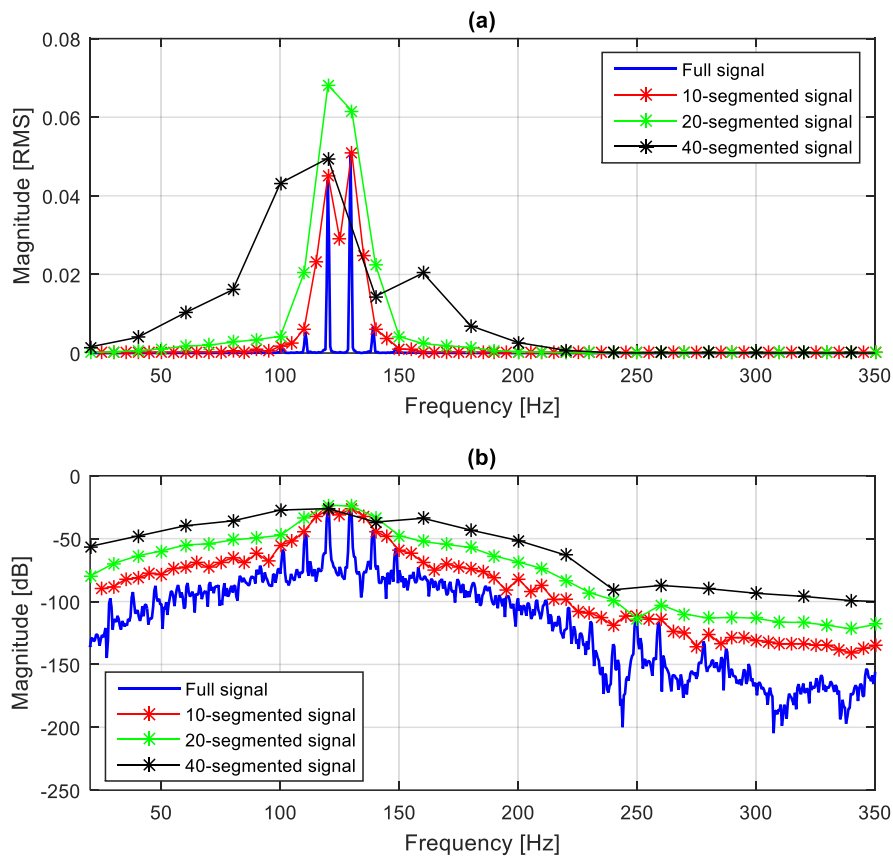 (a)
Magnitude [RMS]
0.08
0.06
0.04
0.02
0
Full signal
10-segmented signal
20-segmented signal
40-segmented signal
50 100 150 200 250 300 350
Frequency [Hz]
(b)
Magnitude [dB]
0
-50
-100
-150
-200
-250
Full signal
10-segmented signal
20-segmented signal
40-segmented signal
50 100 150 200 250 300 350
Frequency [Hz]